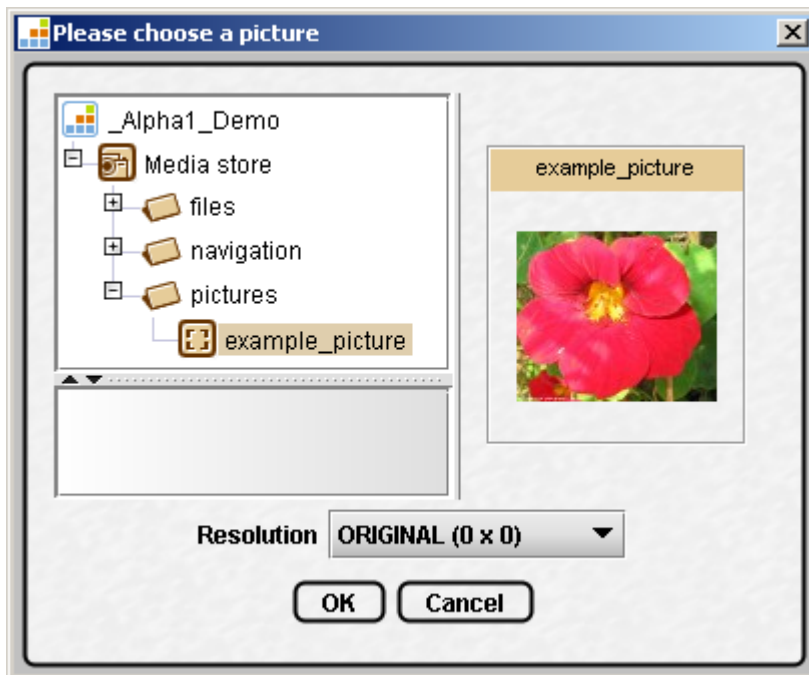 Please choose a picture
_Alpha1_Demo
Media store
files
navigation
pictures
example_picture
example_picture
Resolution ORIGINAL (0 x 0)
OK Cancel